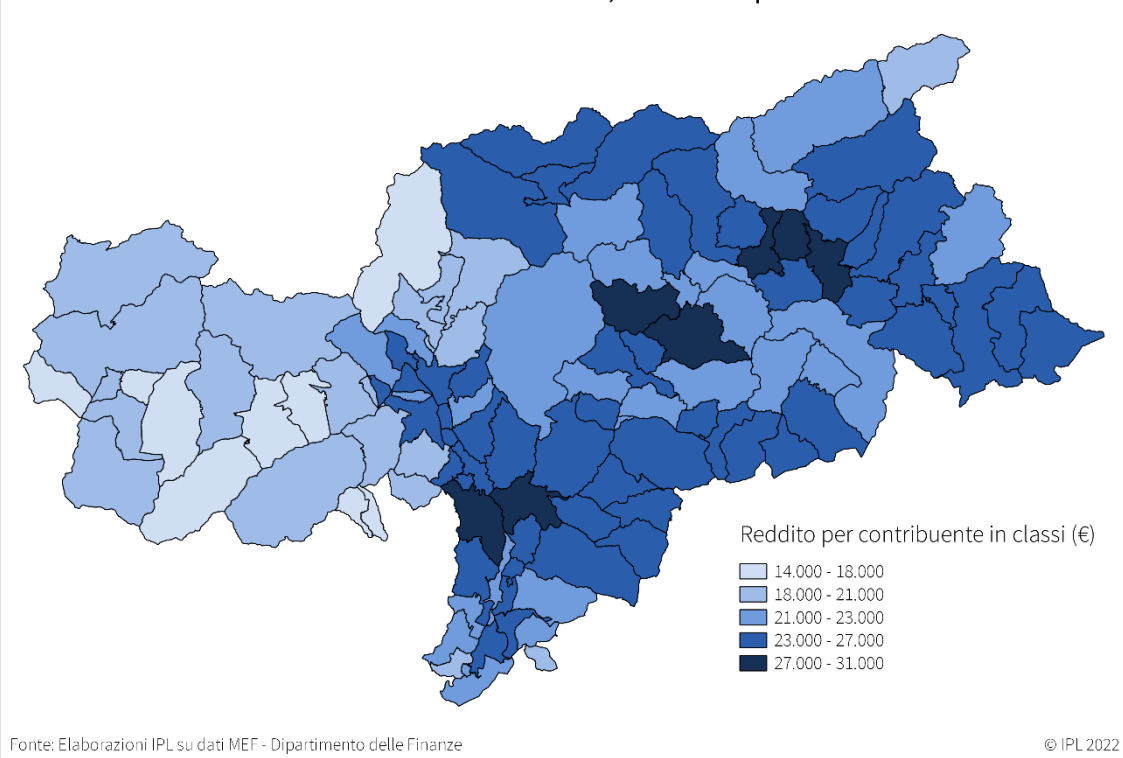 Reddito per contribuente in classi (€)
14.000 - 18.000
18.000 - 21.000
21.000 - 23.000
23.000 - 27.000
27.000 - 31.000
Fonte: Elaborazioni IPL su dati MEF - Dipartimento delle Finanze
© IPL 2022